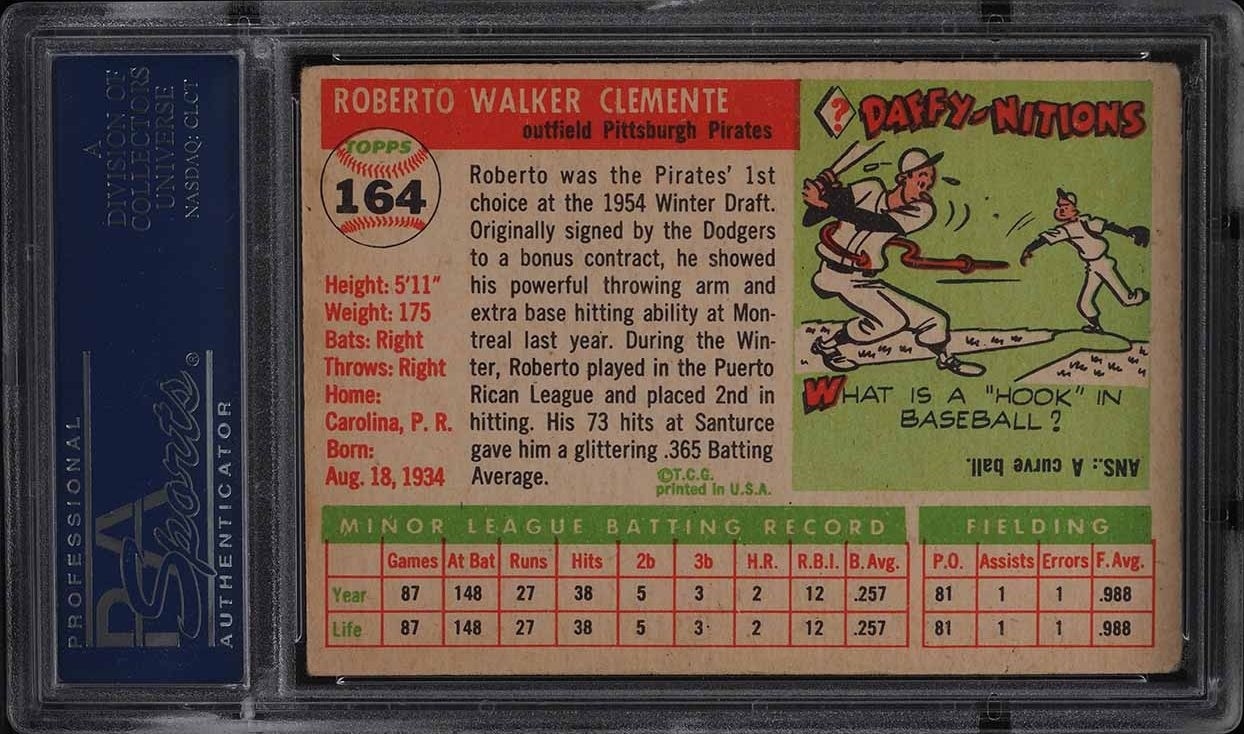 A
DIVISION OF
COLLECTORS
UNIVERSE
NASDAQ: CLCT
PROFESSIONAL
PSA
Sports®
AUTHENTICATOR
ROBERTO WALKER CLEMENTE
outfield Pittsburgh Pirates
TOPPS
164
Height: 5'11"
Weight: 175
Bats: Right
Throws: Right
Home:
Carolina, P. R.
Born:
Aug. 18, 1934
Roberto was the Pirates' 1st
choice at the 1954 Winter Draft.
Originally signed by the Dodgers
to a bonus contract, he showed
his powerful throwing arm and
extra base hitting ability at Mon-
treal last year. During the Win-
ter, Roberto played in the Puerto
Rican League and placed 2nd in
hitting. His 73 hits at Santurce
gave him a glittering .365 Batting
Average.
©T.C.G.
printed in U.S.A.
? DAFFY-NITIONS
WHAT IS A "HOOK" IN
BASEBALL?
ANS.: A curve ball.
MINOR LEAGUE BATTING RECORD
Games At Bat Runs Hits 2b 3b H.R. R.B.I. B.Avg.
Year 87 148 27 38 5 3 2 12 .257
Life 87 148 27 38 5 3 2 12 .257
FIELDING
P.O. Assists Errors F.Avg.
81 1 1 .988
81 1 1 .988